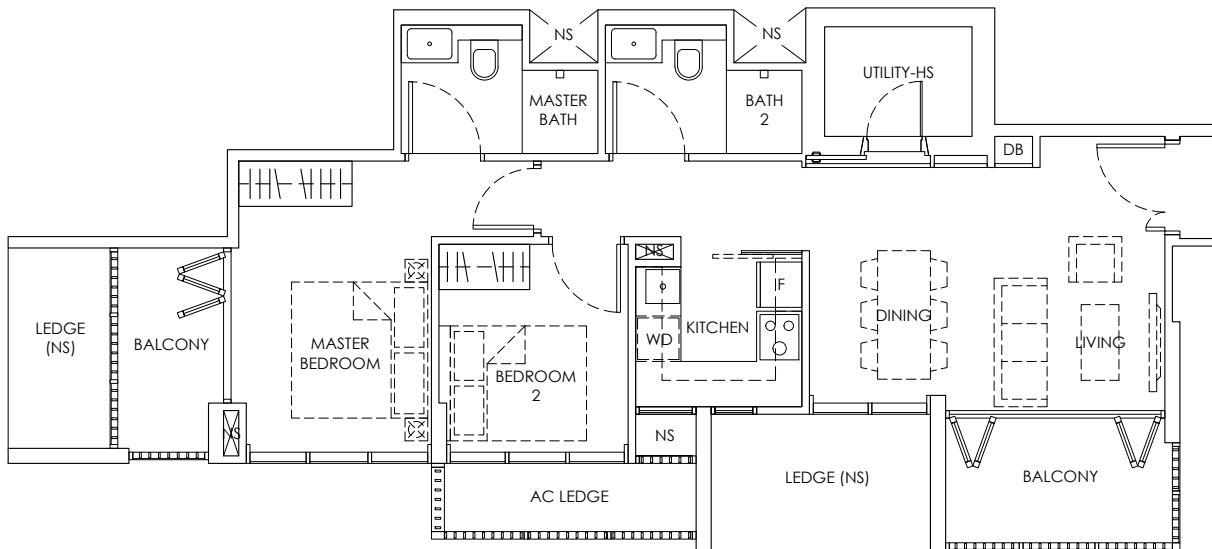 NS
NS
UTILITY-HS
MASTER
BATH
BATH
2
DB
NS
IF
LEDGE
(NS)
BALCONY
MASTER
BEDROOM
BEDROOM
2
KITCHEN
WD
DINING
LIVING
NS
NS
AC LEDGE
LEDGE (NS)
BALCONY